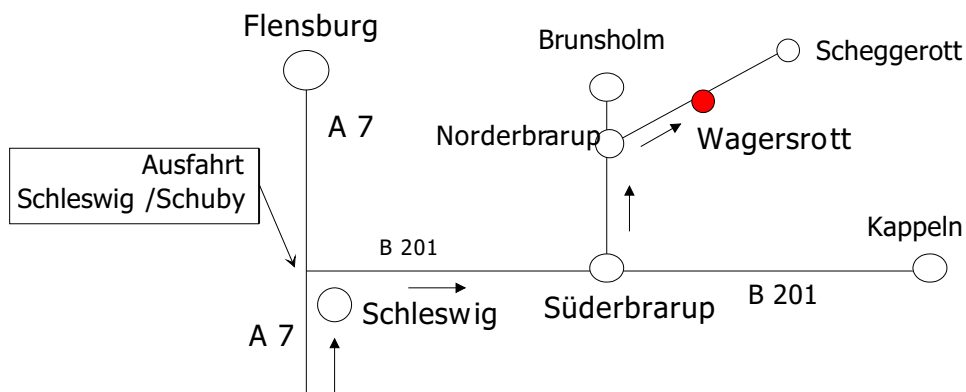 Flensburg
Brunsholm
Scheggerott
A 7
Norderbrarup
Wagersrott
Ausfahrt
Schleswig /Schuby
Kappeln
B 201
Schleswig
Süderbrarup
B 201
A 7